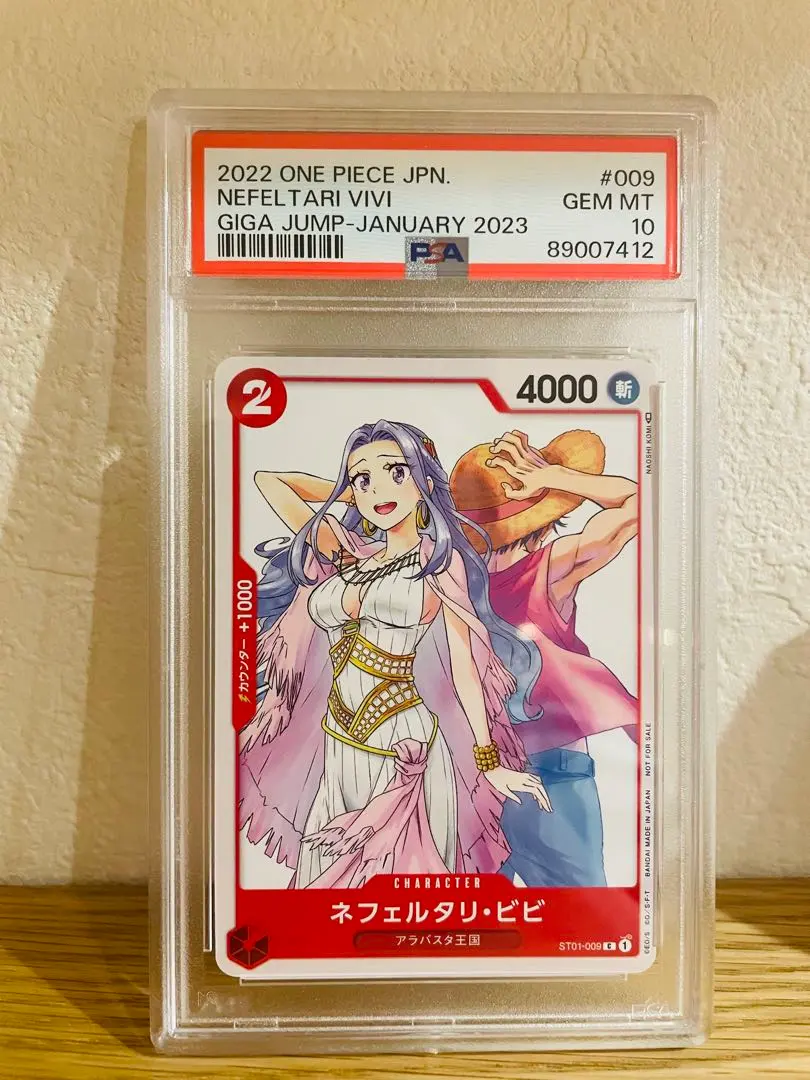 2022 ONE PIECE JPN. #009
NEFELTARI VIVI GEM MT
GIGA JUMP-JANUARY 2023 10
PSA 89007412
2 4000 斬
NAOSHI KOMI
カウンター +1000
CHARACTER
ネフェルタリ・ビビ
アラバスタ王国
ST01-009 C 1
©EO/S ©O/S・F・T BANDAI MADE IN JAPAN NOT FOR SALE